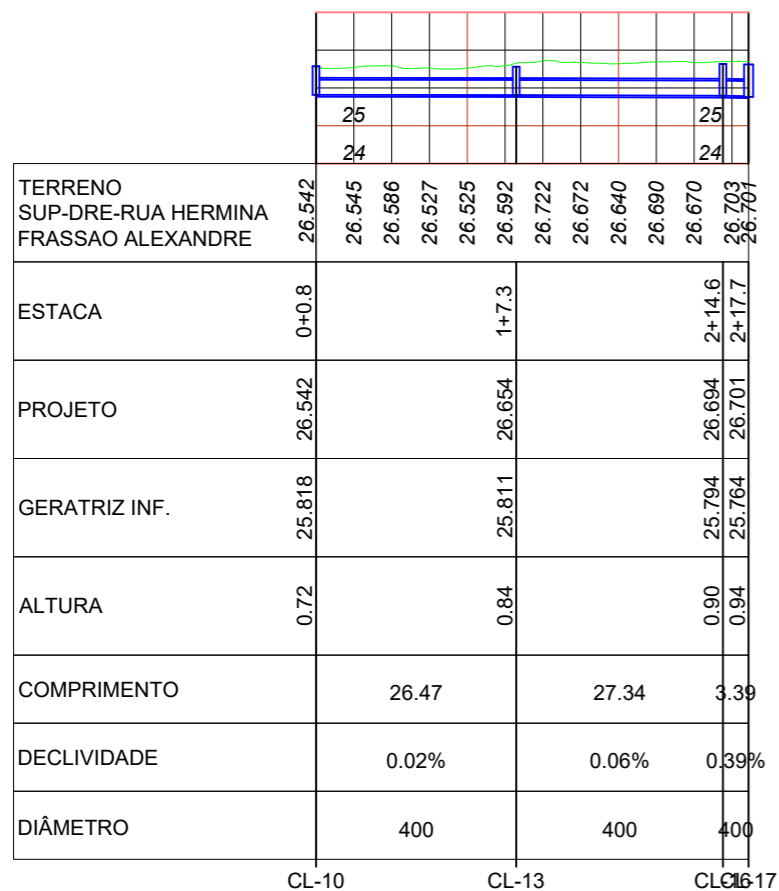 25 25
24 24
TERRENO
SUP-DRE-RUA HERMINA
FRASSAO ALEXANDRE
26.542 26.545 26.586 26.527 26.525 26.592 26.722 26.672 26.640 26.690 26.670 26.703 26.701
ESTACA 0+0.8 1+7.3 2+14.6 2+17.7
PROJETO 26.542 26.654 26.694 26.701
GERATRIZ INF. 25.818 25.811 25.794 25.764
ALTURA 0.72 0.84 0.90 0.94
COMPRIMENTO 26.47 27.34 3.39
DECLIVIDADE 0.02% 0.06% 0.39%
DIÂMETRO 400 400 400
CL-10 CL-13 CL-16 CL-17